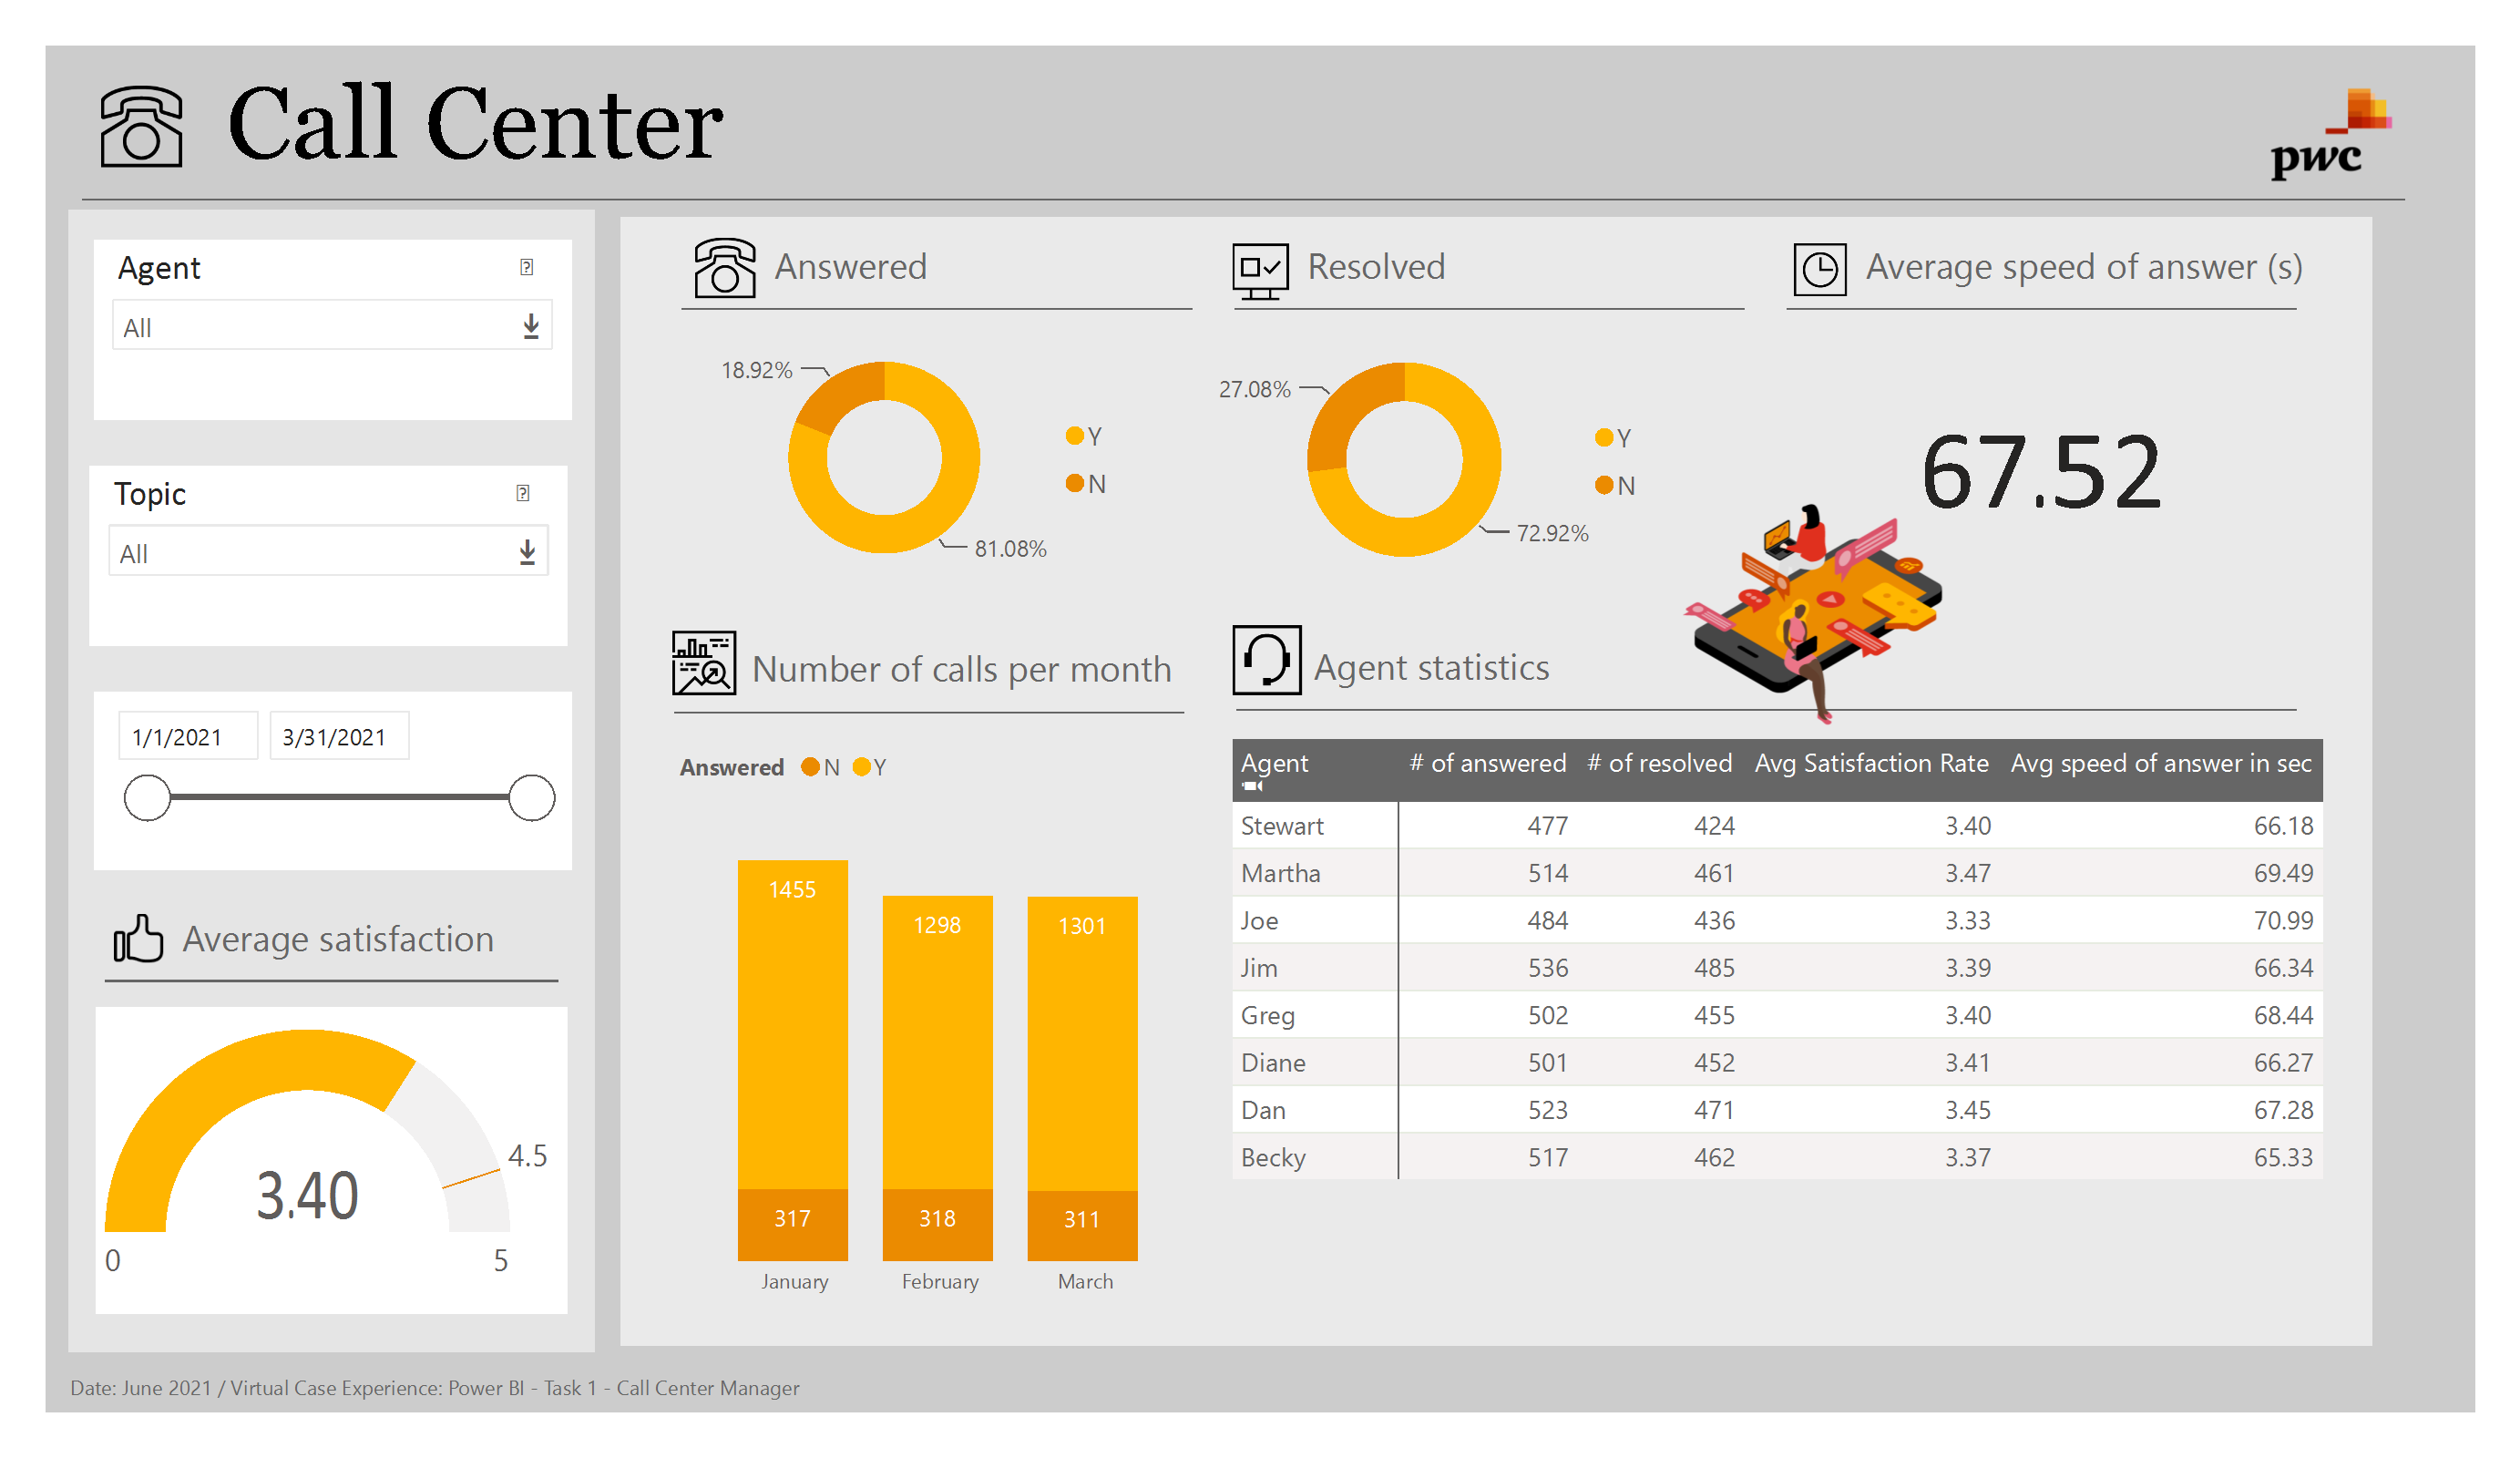 Call Center
pwc
Agent
All
Topic
All
1/1/2021 3/31/2021
Average satisfaction
3.40
4.5
0 5
Answered
18.92%
Y
N
81.08%
Resolved
27.08%
Y
N
72.92%
Average speed of answer (s)
67.52
Number of calls per month
Answered N Y
1455 1298 1301
317 318 311
January February March
Agent statistics
Agent # of answered # of resolved Avg Satisfaction Rate Avg speed of answer in sec
Stewart 477 424 3.40 66.18
Martha 514 461 3.47 69.49
Joe 484 436 3.33 70.99
Jim 536 485 3.39 66.34
Greg 502 455 3.40 68.44
Diane 501 452 3.41 66.27
Dan 523 471 3.45 67.28
Becky 517 462 3.37 65.33
Date: June 2021 / Virtual Case Experience: Power BI - Task 1 - Call Center Manager